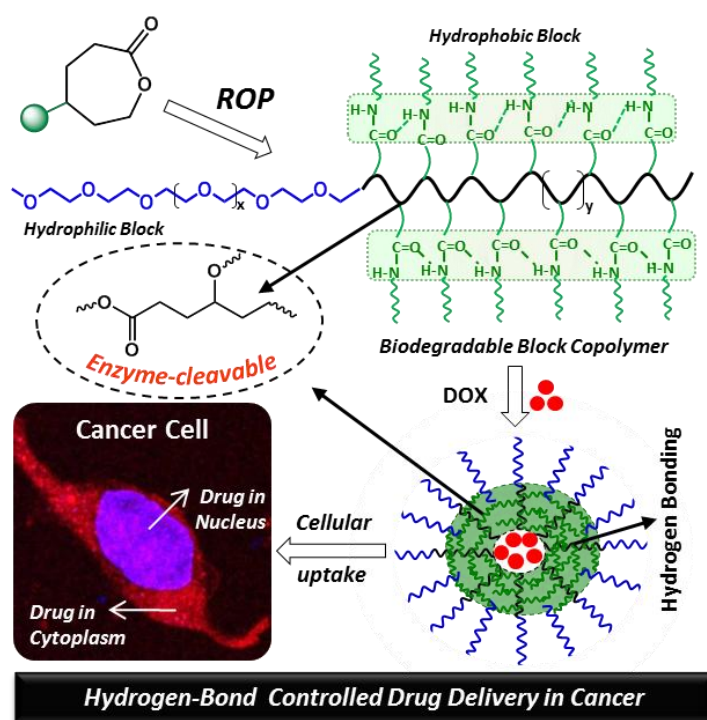 O
O
ROP
Hydrophobic Block
H-N H-N H-N H-N H-N H-N
C=O C=O C=O C=O C=O C=O
O O O O O O
x
y
Hydrophilic Block
C=O C=O C=O C=O C=O C=O
H-N H-N H-N H-N H-N H-N
O
O
O
Enzyme-cleavable
Biodegradable Block Copolymer
DOX
Cancer Cell
Drug in
Nucleus
Drug in
Cytoplasm
Cellular
uptake
Hydrogen Bonding
Hydrogen-Bond Controlled Drug Delivery in Cancer